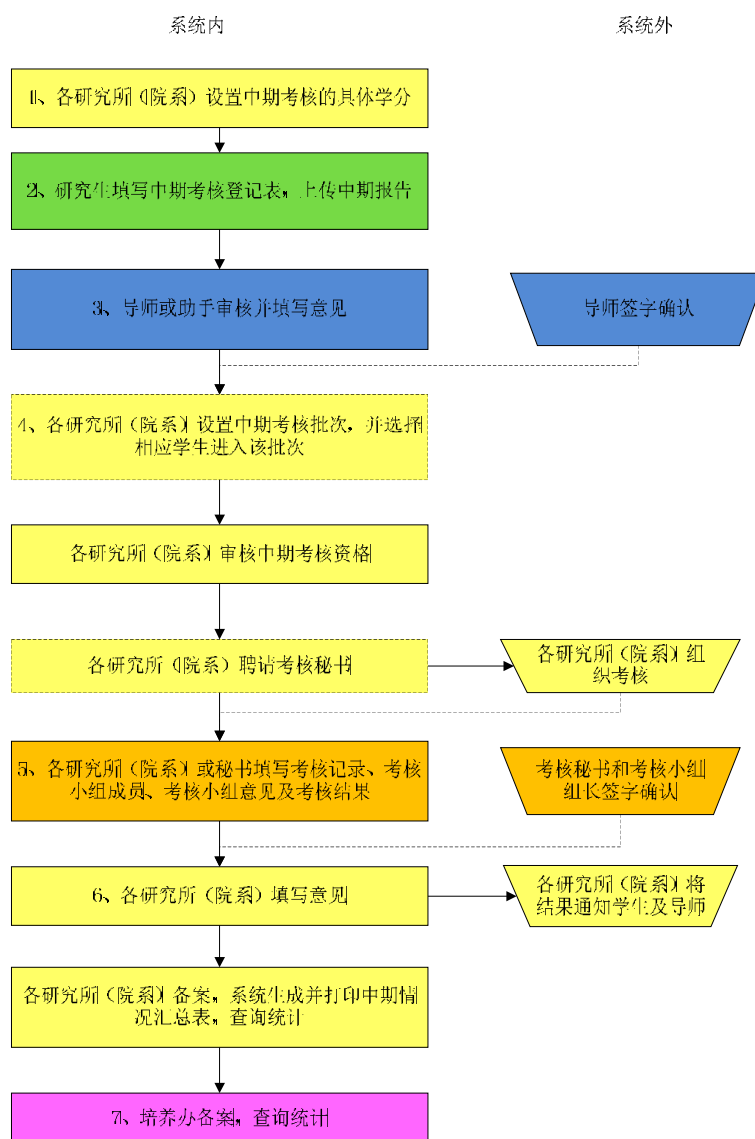 系统内
系统外
1、各研究所（院系）设置中期考核的具体学分
2、研究生填写中期考核登记表，上传中期报告
3、导师或助手审核并填写意见
导师签字确认
4、各研究所（院系）设置中期考核批次，并选择
相应学生进入该批次
各研究所（院系）审核中期考核资格
各研究所（院系）聘请考核秘书
各研究所（院系）组
织考核
5、各研究所（院系）或秘书填写考核记录、考核
小组成员、考核小组意见及考核结果
考核秘书和考核小组
组长签字确认
6、各研究所（院系）填写意见
各研究所（院系）将
结果通知学生及导师
各研究所（院系）备案，系统生成并打印中期情
况汇总表，查询统计
7、培养办备案，查询统计